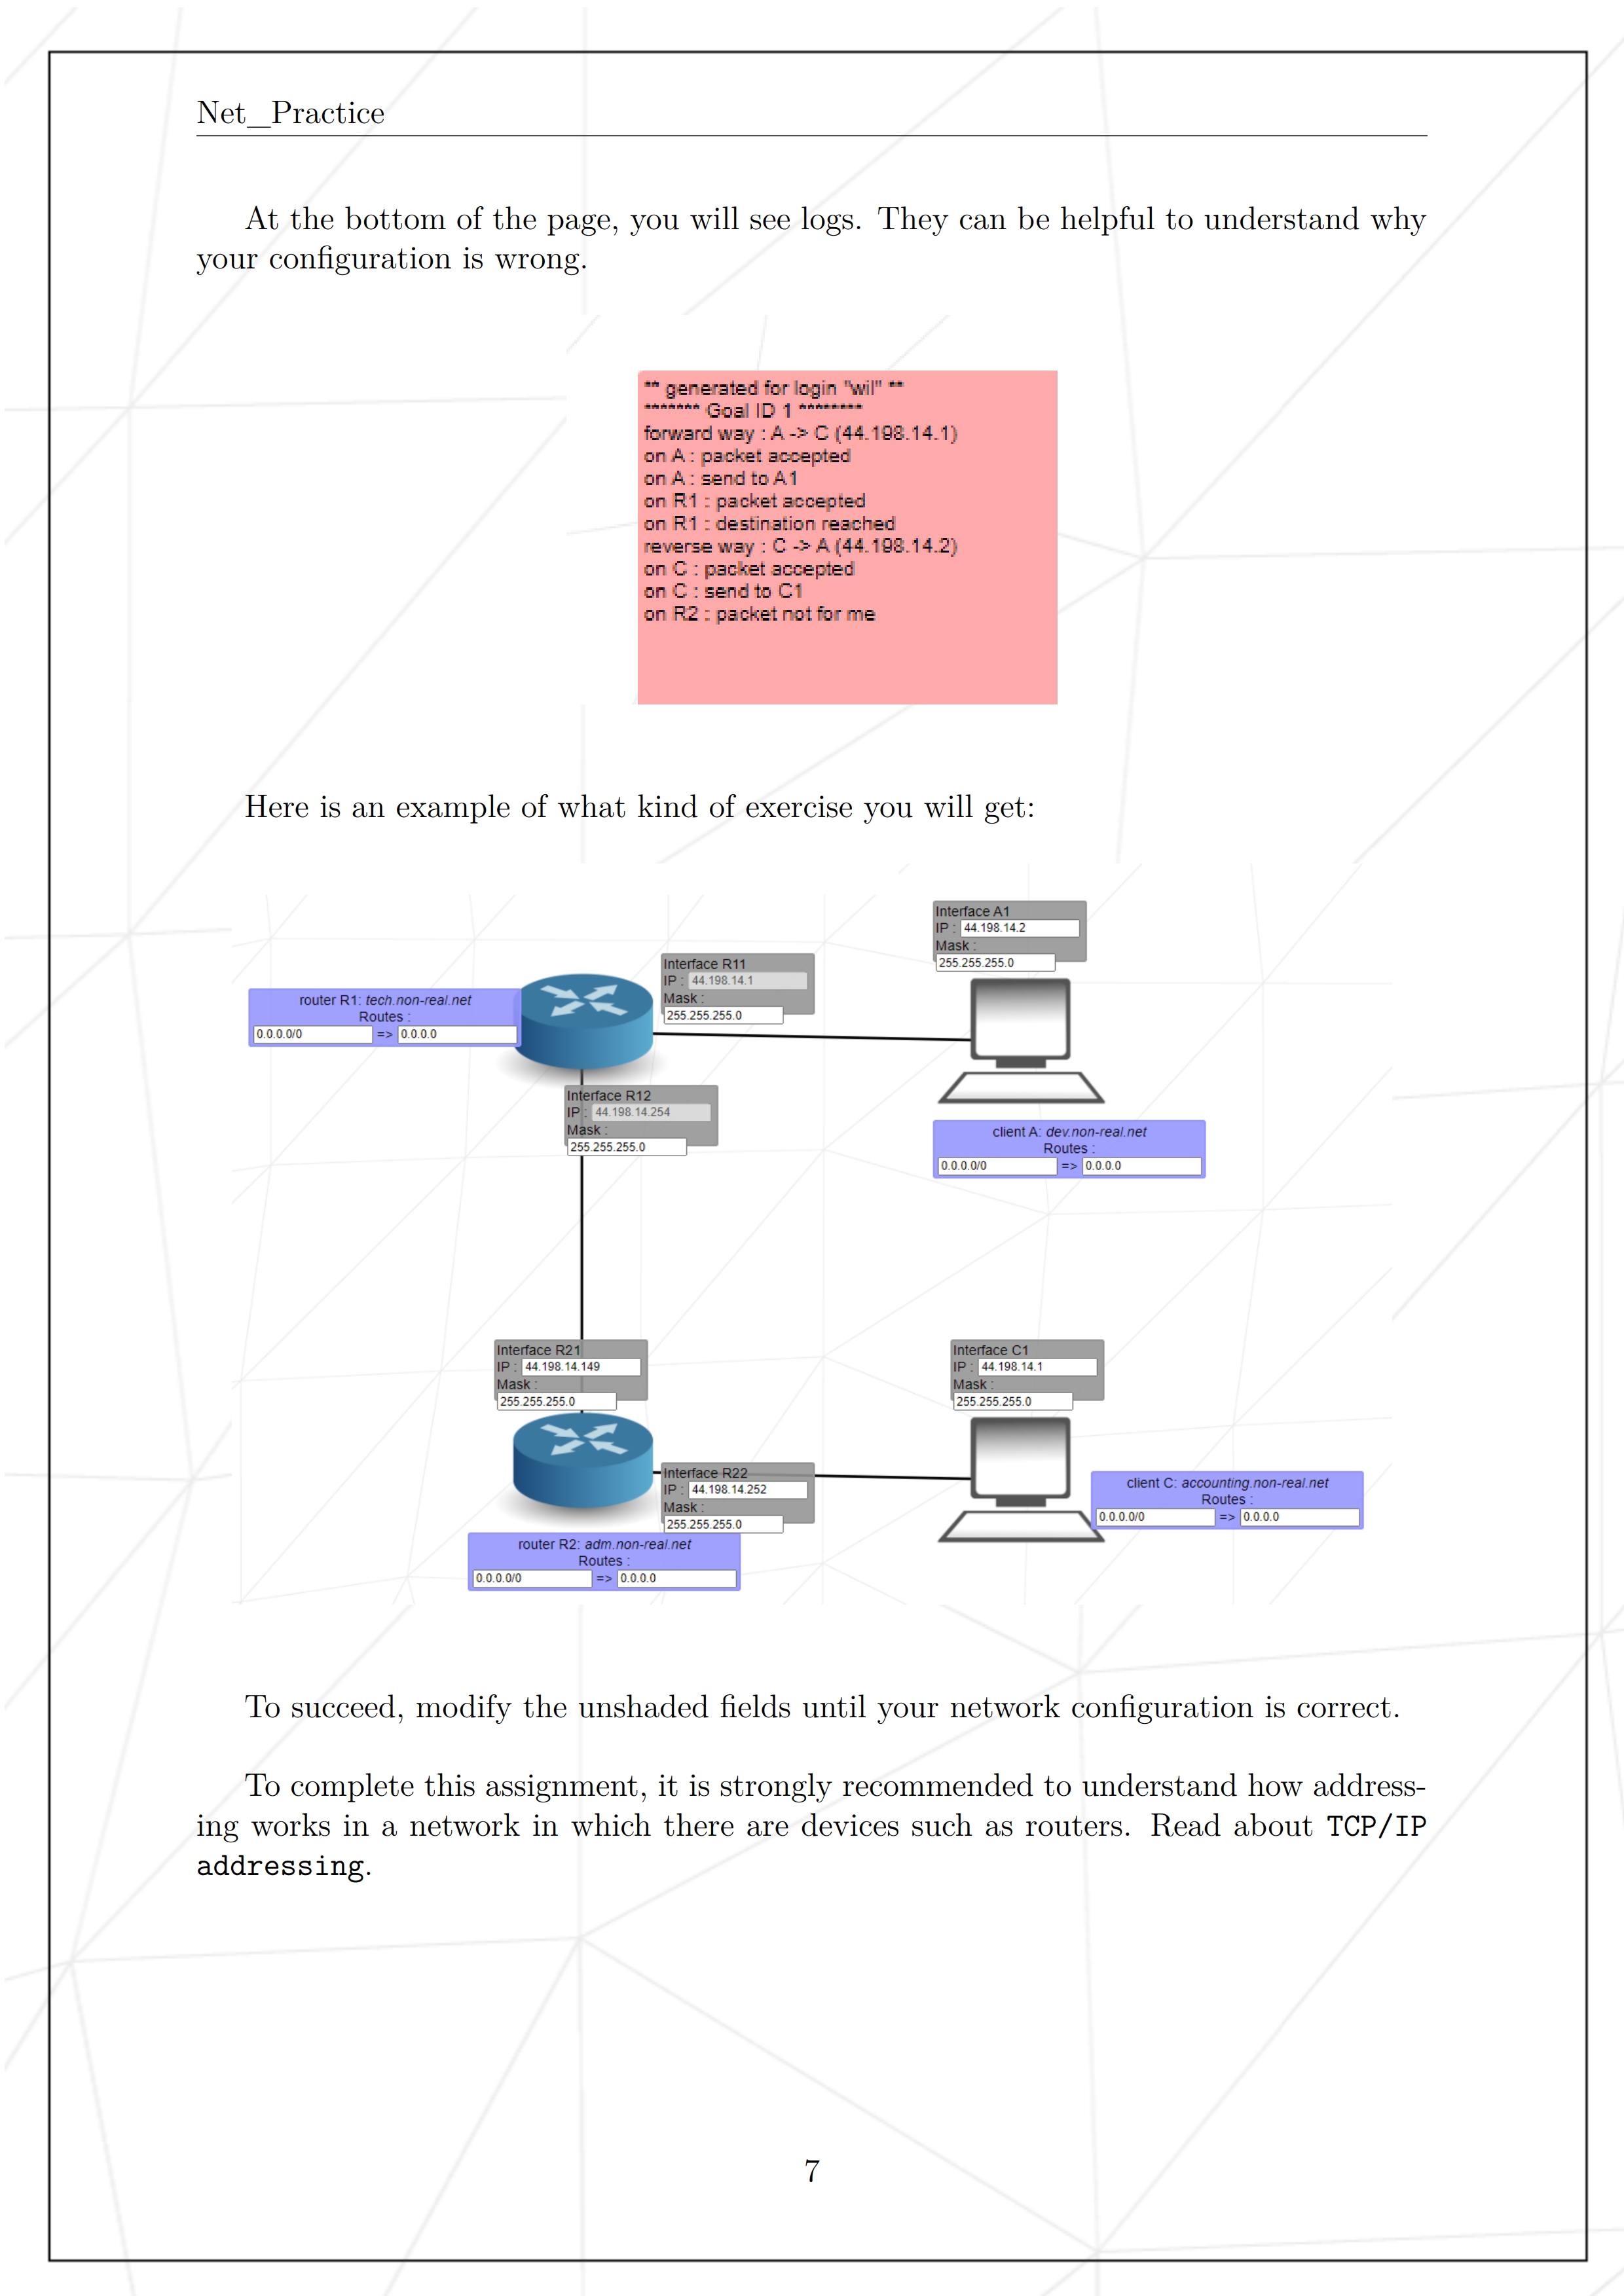 Net_Practice
At the bottom of the page, you will see logs. They can be helpful to understand why
your configuration is wrong.
** generated for login "wil" **
******* Goal ID 1 ********
forward way : A -> C (44.198.14.1)
on A : packet accepted
on A : send to A1
on R1 : packet accepted
on R1 : destination reached
reverse way : C -> A (44.198.14.2)
on C : packet accepted
on C : send to C1
on R2 : packet not for me
Here is an example of what kind of exercise you will get:
Interface A1
IP : 44.198.14.2
Mask :
255.255.255.0
Interface R11
IP : 44.198.14.1
Mask :
255.255.255.0
router R1: tech.non-real.net
Routes :
0.0.0.0/0 => 0.0.0.0
Interface R12
IP : 44.198.14.254
Mask :
255.255.255.0
client A: dev.non-real.net
Routes :
0.0.0.0/0 => 0.0.0.0
Interface R21
IP : 44.198.14.149
Mask :
255.255.255.0
Interface C1
IP : 44.198.14.1
Mask :
255.255.255.0
Interface R22
IP : 44.198.14.252
Mask :
255.255.255.0
client C: accounting.non-real.net
Routes :
0.0.0.0/0 => 0.0.0.0
router R2: adm.non-real.net
Routes :
0.0.0.0/0 => 0.0.0.0
To succeed, modify the unshaded fields until your network configuration is correct.
To complete this assignment, it is strongly recommended to understand how address-
ing works in a network in which there are devices such as routers. Read about TCP/IP
addressing.
7